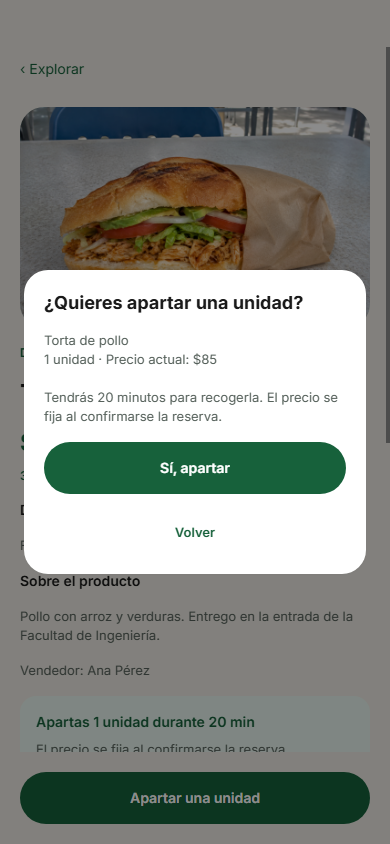 ‹ Explorar
¿Quieres apartar una unidad?
Torta de pollo
1 unidad · Precio actual: $85
Tendrás 20 minutos para recogerla. El precio se
fija al confirmarse la reserva.
Sí, apartar
Volver
Sobre el producto
Pollo con arroz y verduras. Entrego en la entrada de la
Facultad de Ingeniería.
Vendedor: Ana Pérez
Apartas 1 unidad durante 20 min
El precio se fija al confirmarse la reserva
Apartar una unidad